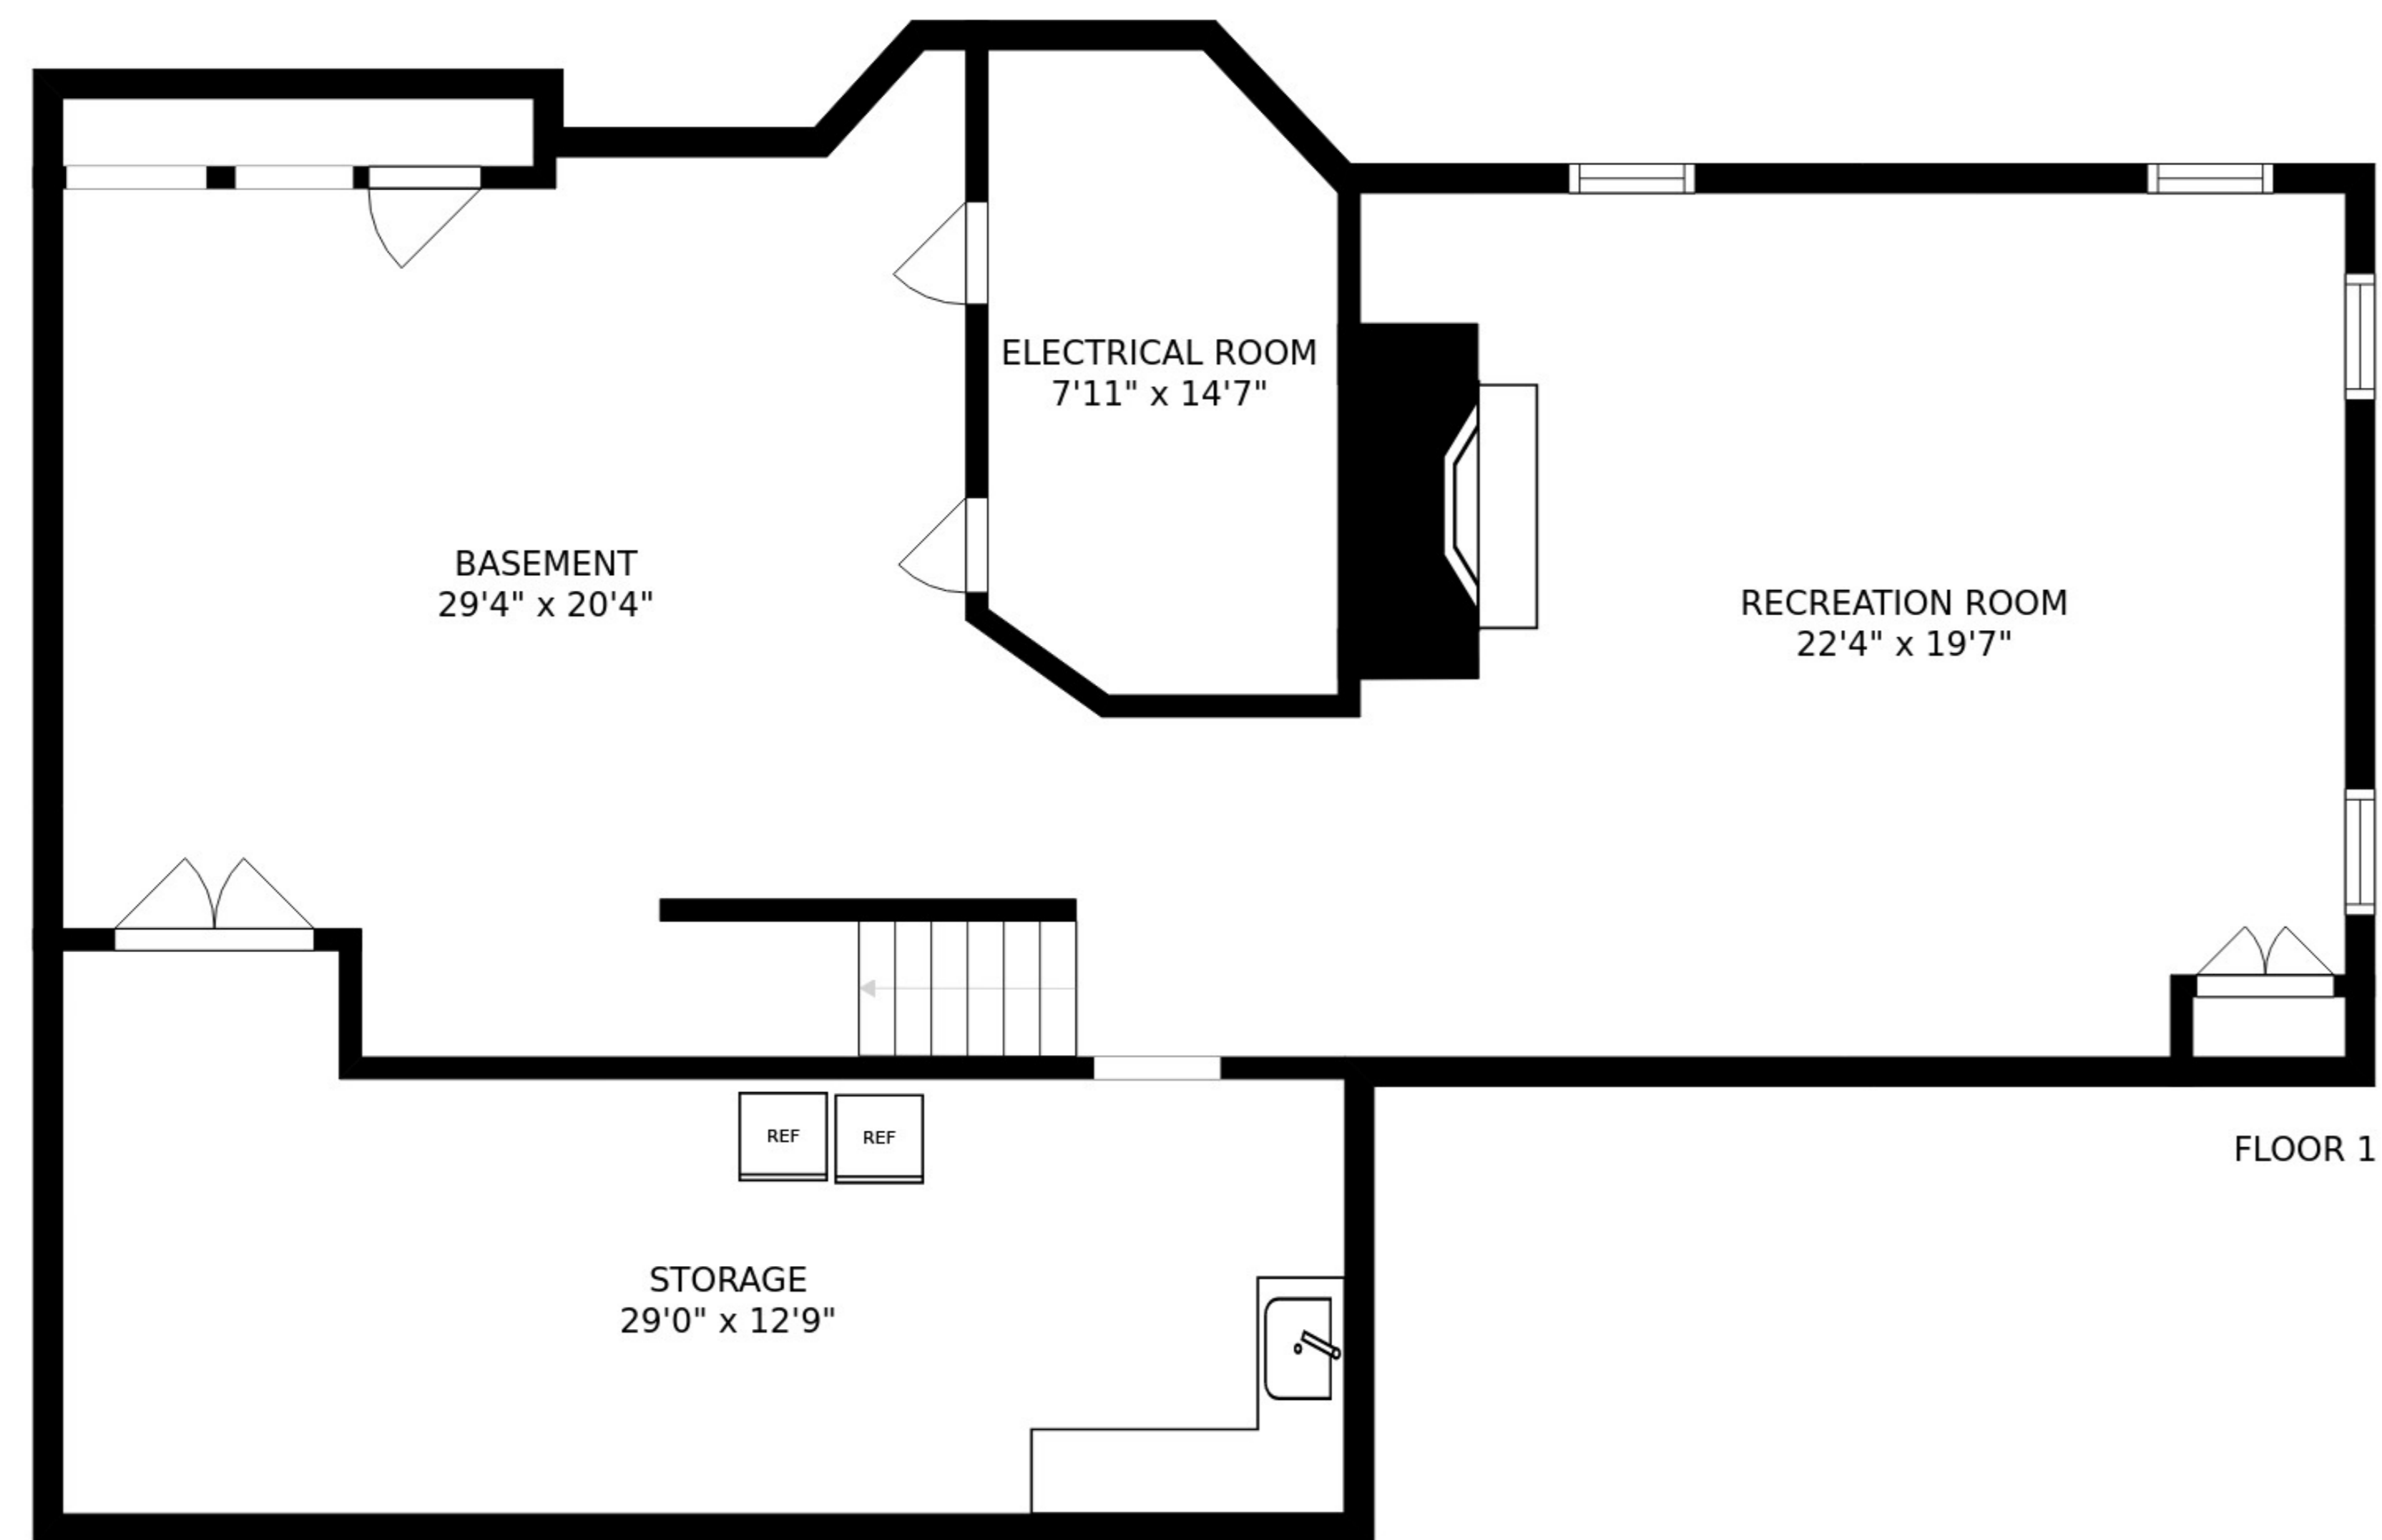 ELECTRICAL ROOM
7'11" x 14'7"
BASEMENT
29'4" x 20'4"
RECREATION ROOM
22'4" x 19'7"
REF
REF
FLOOR 1
STORAGE
29'0" x 12'9"